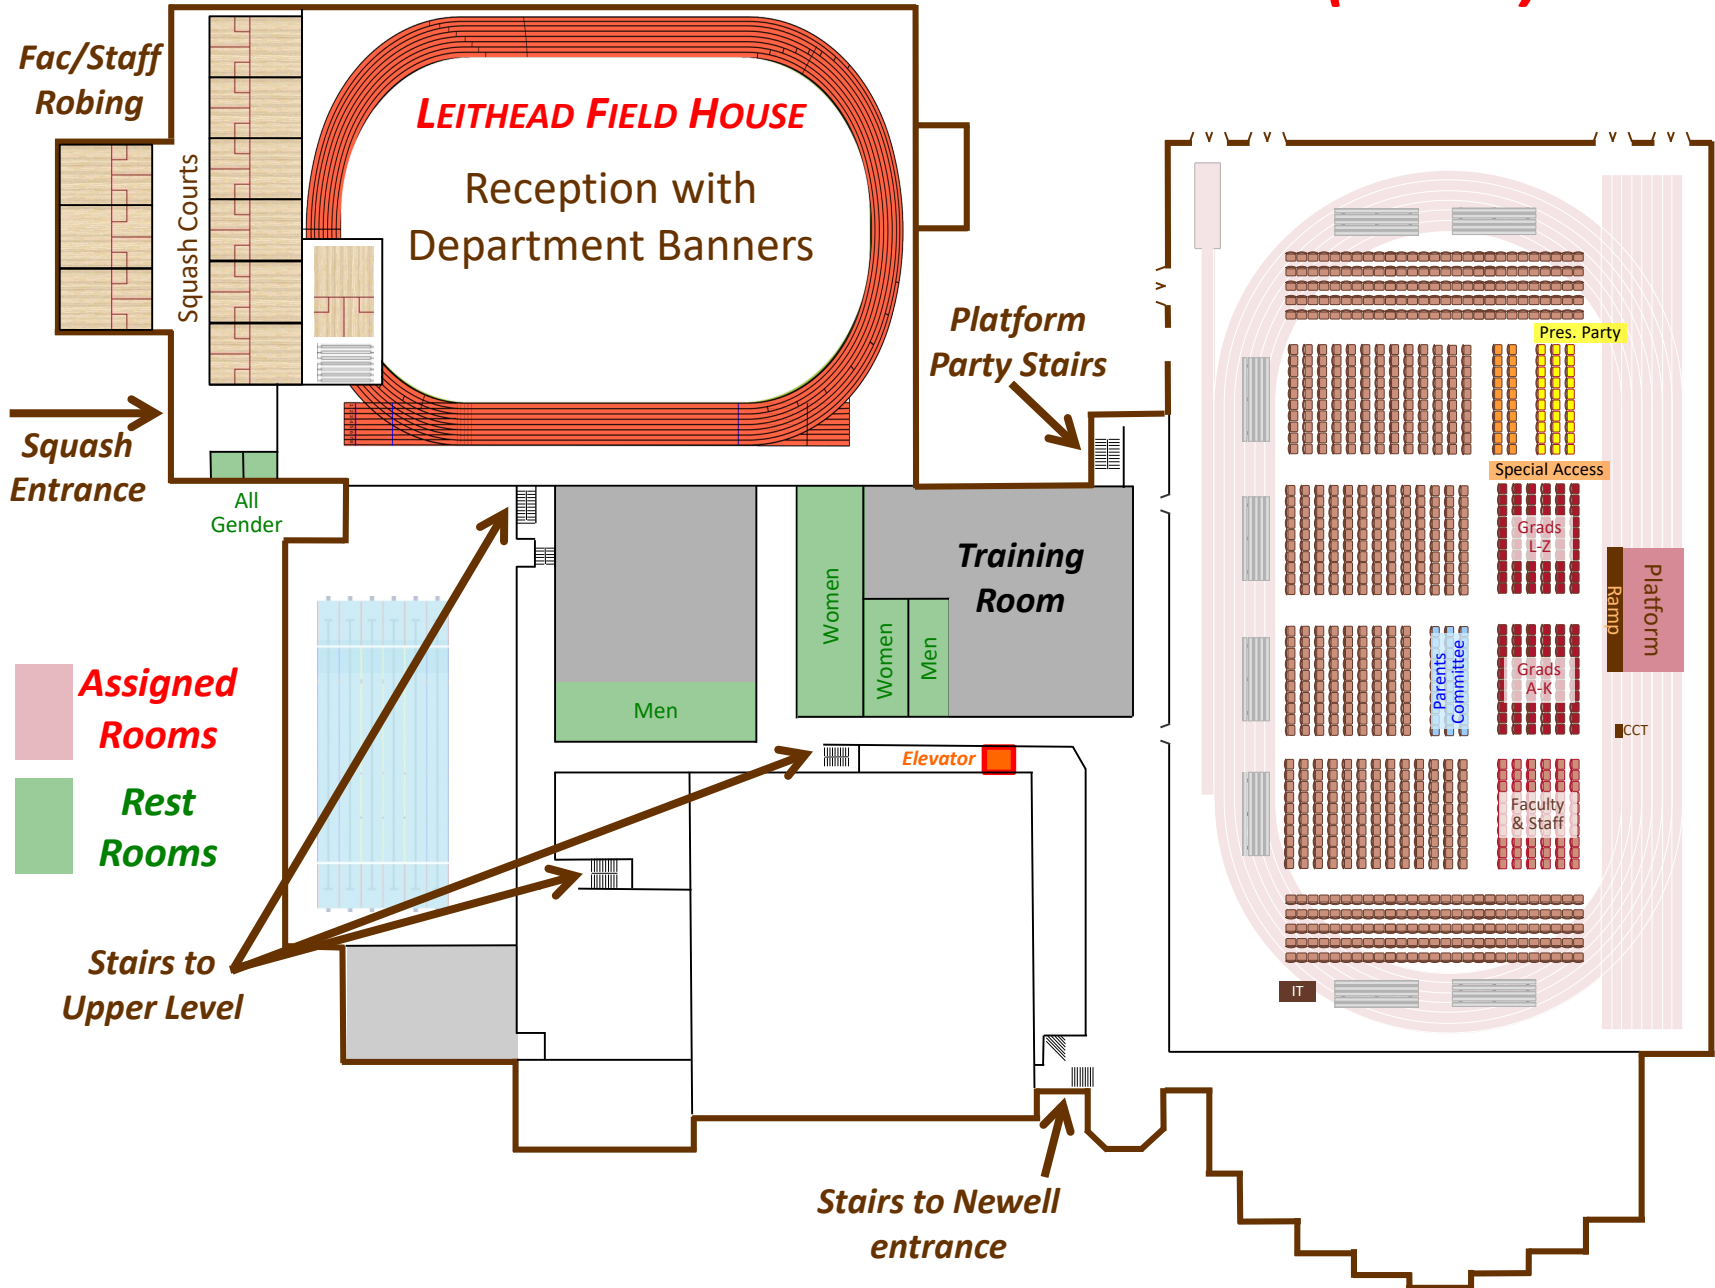 Fac/Staff
Robing
LEITHEAD FIELD HOUSE
Reception with
Department Banners
Squash Courts
Squash
Entrance
All
Gender
Platform
Party Stairs
Pres. Party
Special Access
Grads
L-Z
Platform
Ramp
Parents
Committee
Grads
A-K
CCT
Faculty
& Staff
IT
Training
Room
Women
Women
Men
Men
Elevator
Assigned
Rooms
Rest
Rooms
Stairs to
Upper Level
Stairs to Newell
entrance